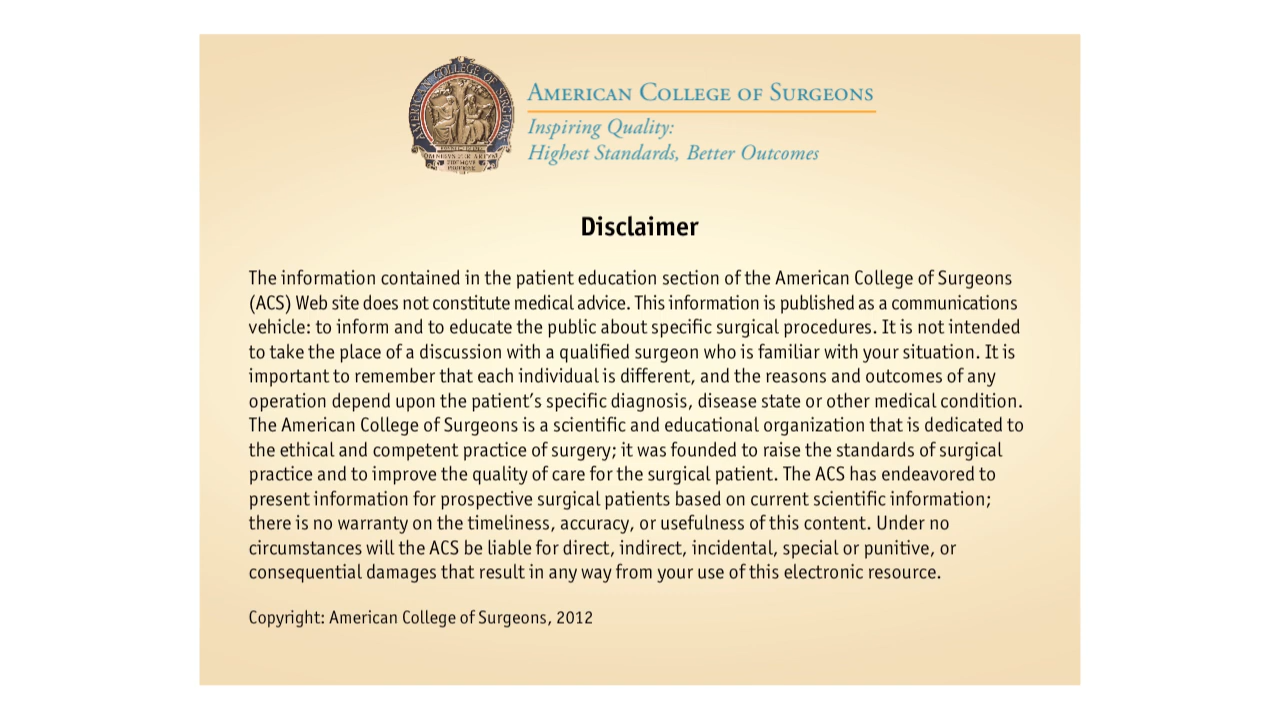 AMERICAN COLLEGE OF SURGEONS
AMERICAN COLLEGE OF SURGEONS
Inspiring Quality:
Highest Standards, Better Outcomes
Disclaimer
The information contained in the patient education section of the American College of Surgeons
(ACS) Web site does not constitute medical advice. This information is published as a communications
vehicle: to inform and to educate the public about specific surgical procedures. It is not intended
to take the place of a discussion with a qualified surgeon who is familiar with your situation. It is
important to remember that each individual is different, and the reasons and outcomes of any
operation depend upon the patient’s specific diagnosis, disease state or other medical condition.
The American College of Surgeons is a scientific and educational organization that is dedicated to
the ethical and competent practice of surgery; it was founded to raise the standards of surgical
practice and to improve the quality of care for the surgical patient. The ACS has endeavored to
present information for prospective surgical patients based on current scientific information;
there is no warranty on the timeliness, accuracy, or usefulness of this content. Under no
circumstances will the ACS be liable for direct, indirect, incidental, special or punitive, or
consequential damages that result in any way from your use of this electronic resource.
Copyright: American College of Surgeons, 2012